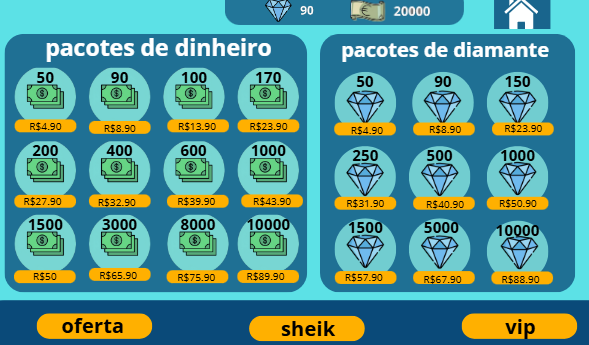 90 20000
pacotes de dinheiro
50 90 100 170
R$4.90 R$8.90 R$13.90 R$23.90
200 400 600 1000
R$27.90 R$32.90 R$39.90 R$43.90
1500 3000 8000 10000
R$50 R$65.90 R$75.90 R$89.90
pacotes de diamante
50 90 150
R$4.90 R$8.90 R$23.90
250 500 1000
R$31.90 R$40.90 R$50.90
1500 5000 10000
R$57.90 R$67.90 R$88.90
oferta sheik vip